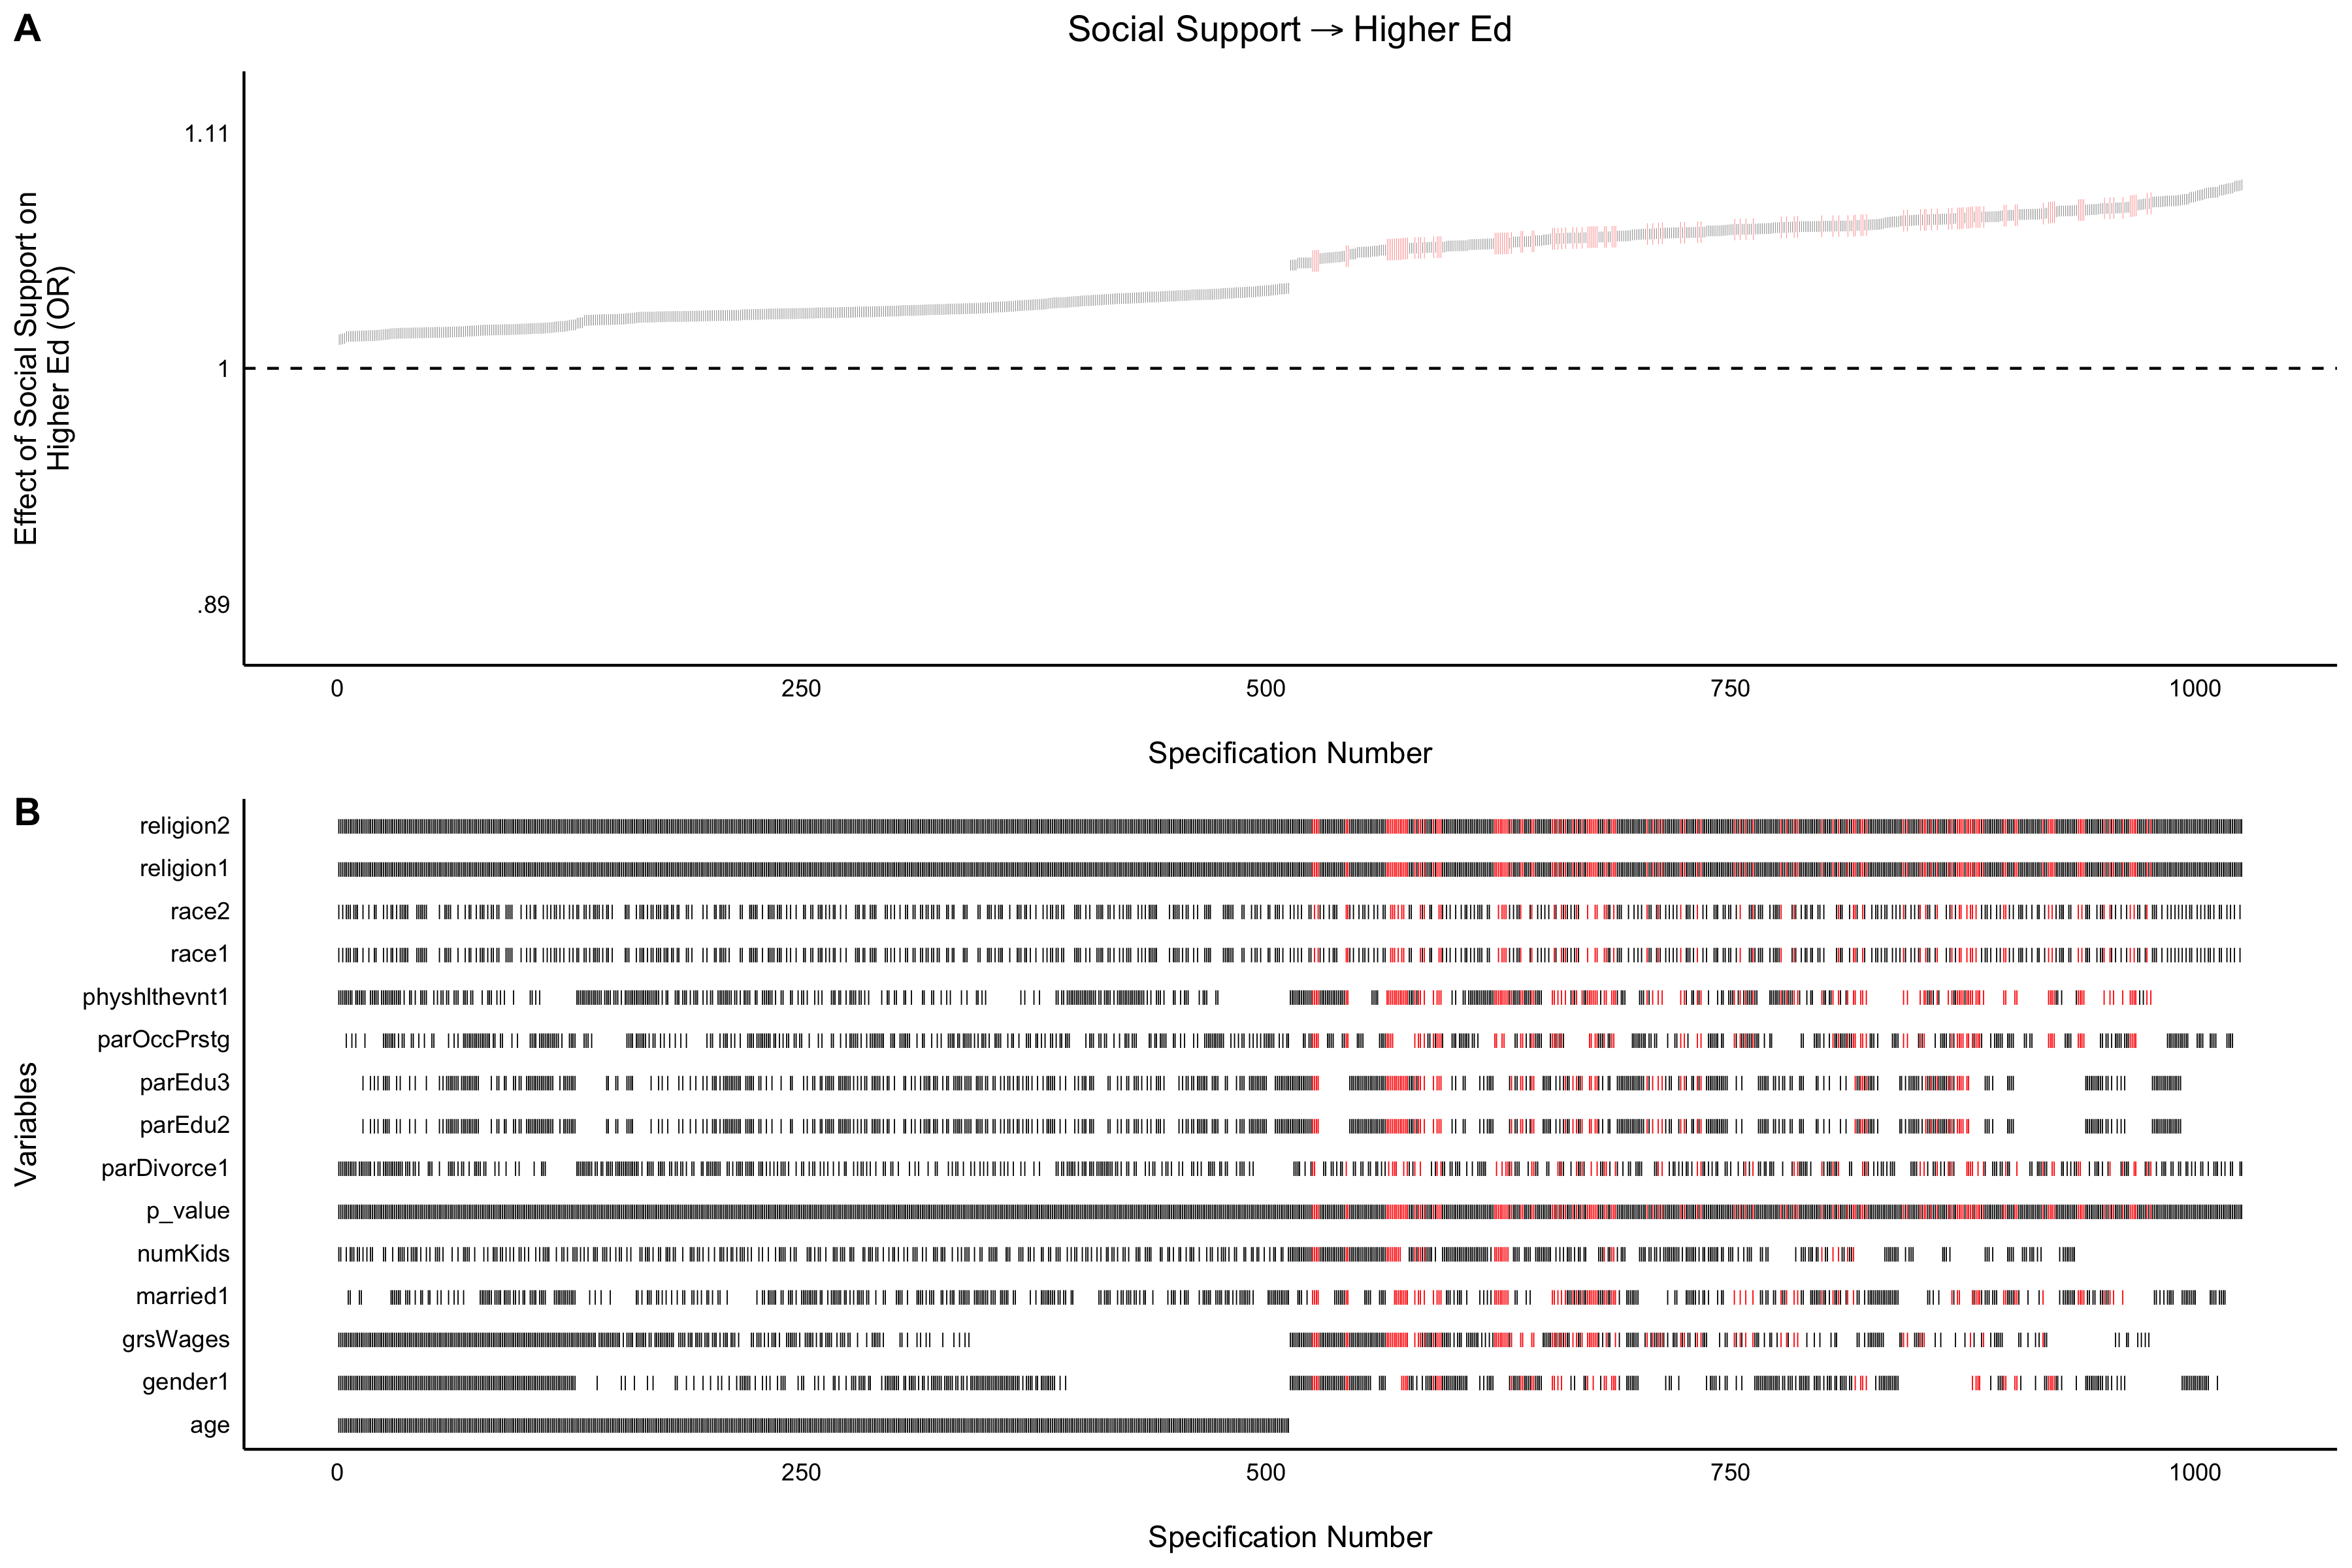 A
Social Support → Higher Ed
Effect of Social Support on
Higher Ed (OR)
1.11
1
.89
0 250 500 750 1000
Specification Number
B
Variables
religion2
religion1
race2
race1
physhlthevnt1
parOccPrstg
parEdu3
parEdu2
parDivorce1
p_value
numKids
married1
grsWages
gender1
age
0 250 500 750 1000
Specification Number